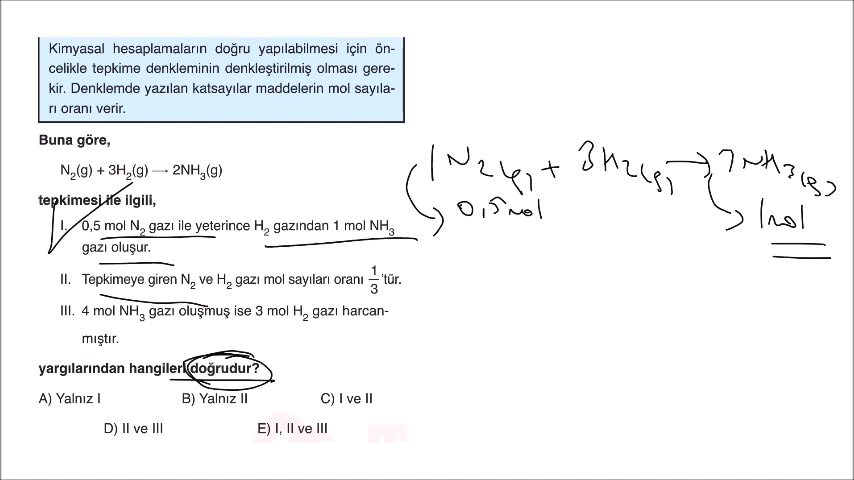 Kimyasal hesaplamaların doğru yapılabilmesi için ön-
celikle tepkime denkleminin denkleştirilmiş olması gere-
kir. Denklemde yazılan katsayılar maddelerin mol sayıla-
rı oranı verir.
Buna göre,
N₂(g) + 3H₂(g) → 2NH₃(g)
tepkimesi ile ilgili,
I. 0,5 mol N₂ gazı ile yeterince H₂ gazından 1 mol NH₃
gazı oluşur.
II. Tepkimeye giren N₂ ve H₂ gazı mol sayıları oranı 1/3'tür.
III. 4 mol NH₃ gazı oluşmuş ise 3 mol H₂ gazı harcan-
mıştır.
yargılarından hangileri doğrudur?
A) Yalnız I B) Yalnız II C) I ve II
D) II ve III E) I, II ve III
1N₂(g) + 3H₂(g) → 2NH₃(g)
0,5 mol 1mol